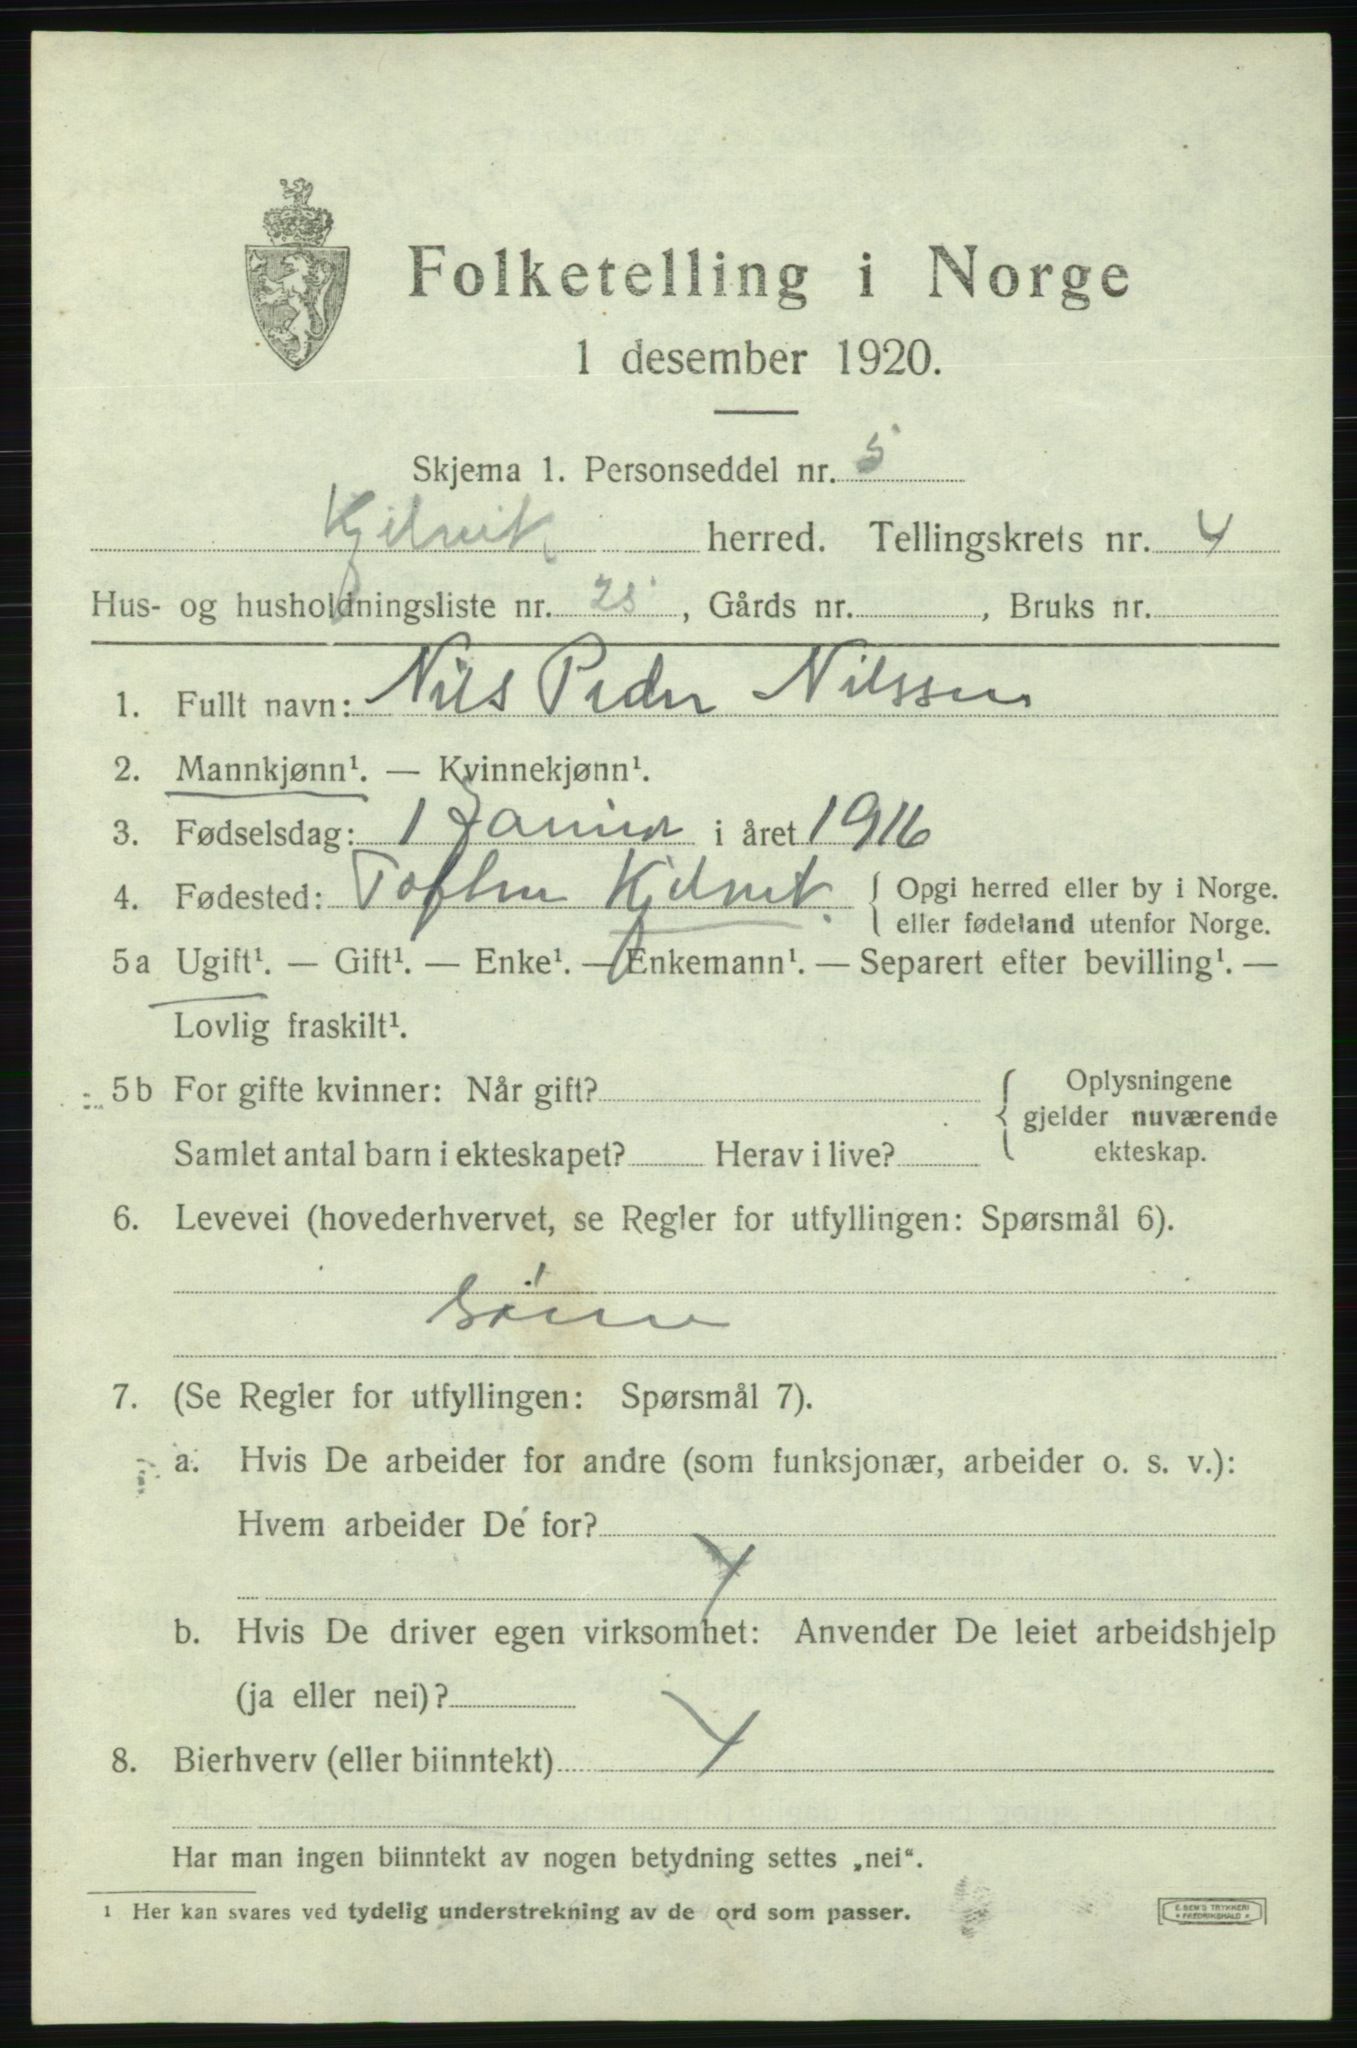 Folketelling i Norge
1 desember 1920.
Skjema 1. Personseddel nr. 5
Kjelvik herred. Tellingskrets nr. 4
Hus- og husholdningsliste nr. 25, Gårds nr. , Bruks nr.
1. Fullt navn: Nils Peder Nilssen
2. Mannkjønn¹. — Kvinnekjønn¹.
3. Fødselsdag: 1 Januar i året 1916
4. Fødested: Kjelvik. { Opgi herred eller by i Norge.
eller fødeland utenfor Norge.
5a Ugift¹. — Gift¹. — Enke¹. — Enkemann¹. — Separert efter bevilling¹. —
Lovlig fraskilt¹.
5b For gifte kvinner: Når gift? { Oplysningene
gjelder nuværende
Samlet antal barn i ekteskapet? Herav i live? ekteskap.
6. Levevei (hovederhvervet, se Regler for utfyllingen: Spørsmål 6).
7. (Se Regler for utfyllingen: Spørsmål 7).
a. Hvis De arbeider for andre (som funksjonær, arbeider o. s. v.):
Hvem arbeider De for?
b. Hvis De driver egen virksomhet: Anvender De leiet arbeidshjelp
(ja eller nei)?
8. Bierhverv (eller biinntekt)
Har man ingen biinntekt av nogen betydning settes „nei“.
1 Her kan svares ved tydelig understrekning av de ord som passer.
E. SEM'S TRYKKERI
* FREDRIKSHALD *